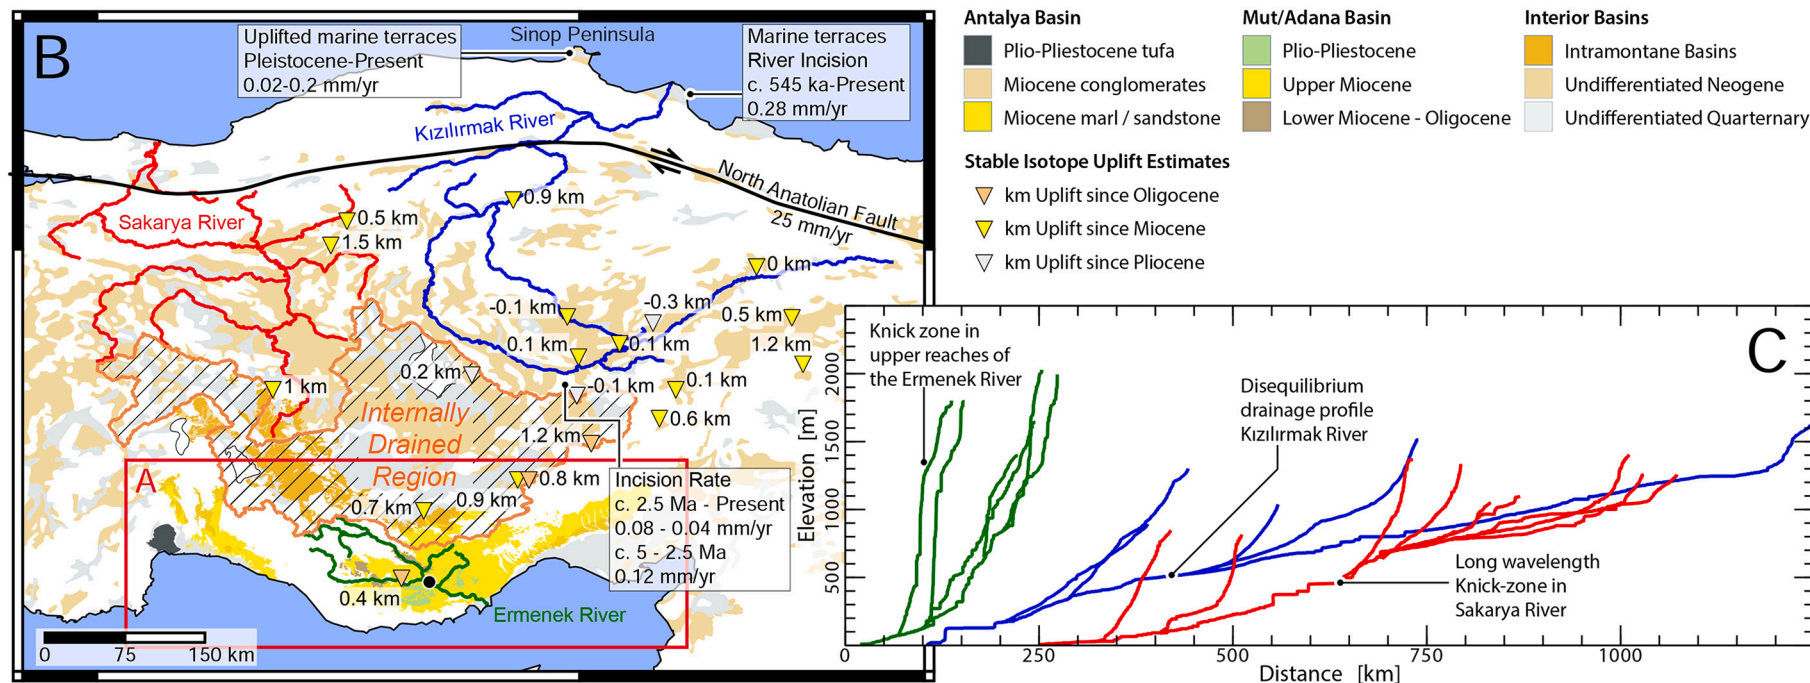 B
Uplifted marine terraces
Pleistocene-Present
0.02-0.2 mm/yr
Sinop Peninsula
Marine terraces
River Incision
c. 545 ka-Present
0.28 mm/yr
Kızılırmak River
North Anatolian Fault
25 mm/yr
Sakarya River
0.5 km
1.5 km
0.9 km
0 km
-0.1 km
-0.3 km
0.5 km
0.1 km
0.1 km
1.2 km
0.2 km
-0.1 km
0.1 km
1 km
0.6 km
Internally
Drained
Region
1.2 km
A
0.8 km
0.9 km
0.7 km
Incision Rate
c. 2.5 Ma - Present
0.08 - 0.04 mm/yr
c. 5 - 2.5 Ma
0.12 mm/yr
0.4 km
Ermenek River
0 75 150 km
Antalya Basin
Plio-Pliestocene tufa
Miocene conglomerates
Miocene marl / sandstone
Mut/Adana Basin
Plio-Pliestocene
Upper Miocene
Lower Miocene - Oligocene
Interior Basins
Intramontane Basins
Undifferentiated Neogene
Undifferentiated Quarternary
Stable Isotope Uplift Estimates
km Uplift since Oligocene
km Uplift since Miocene
km Uplift since Pliocene
C
Knick zone in
upper reaches of
the Ermenek River
Disequilibrium
drainage profile
Kızılırmak River
Long wavelength
Knick-zone in
Sakarya River
Elevation [m]
2000
1500
1000
500
0 250 500 750 1000
Distance [km]